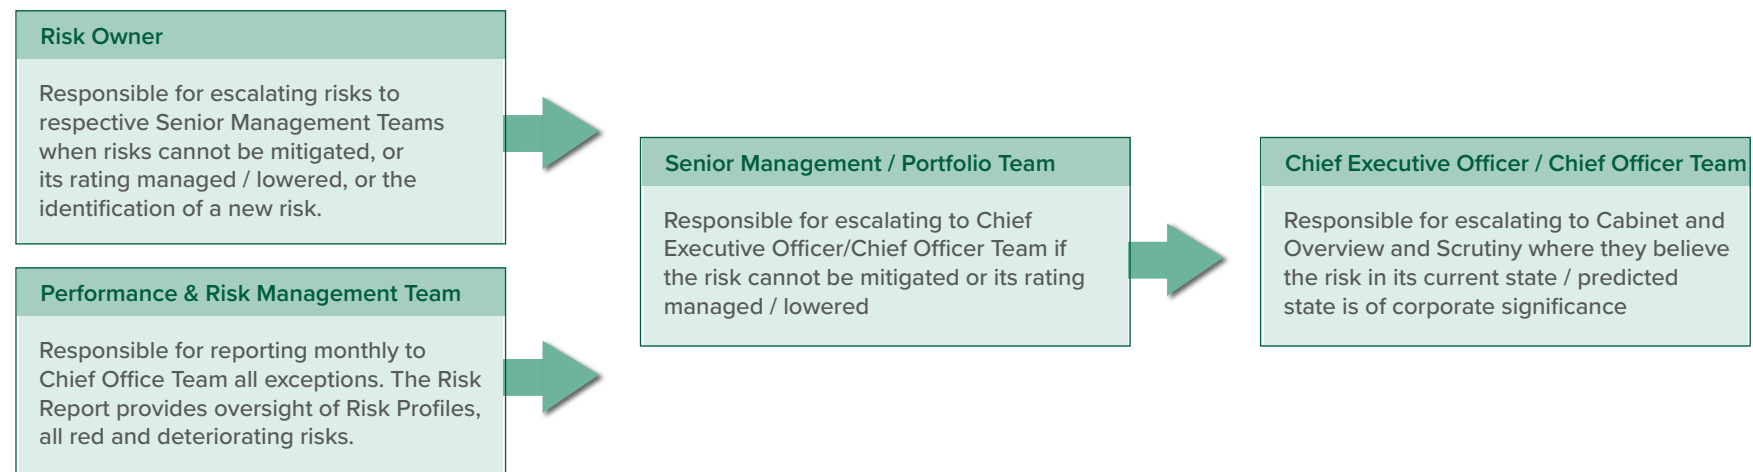 Risk Owner
Responsible for escalating risks to
respective Senior Management Teams
when risks cannot be mitigated, or
its rating managed / lowered, or the
identification of a new risk.
Performance & Risk Management Team
Responsible for reporting monthly to
Chief Office Team all exceptions. The Risk
Report provides oversight of Risk Profiles,
all red and deteriorating risks.
Senior Management / Portfolio Team
Responsible for escalating to Chief
Executive Officer/Chief Officer Team if
the risk cannot be mitigated or its rating
managed / lowered
Chief Executive Officer / Chief Officer Team
Responsible for escalating to Cabinet and
Overview and Scrutiny where they believe
the risk in its current state / predicted
state is of corporate significance